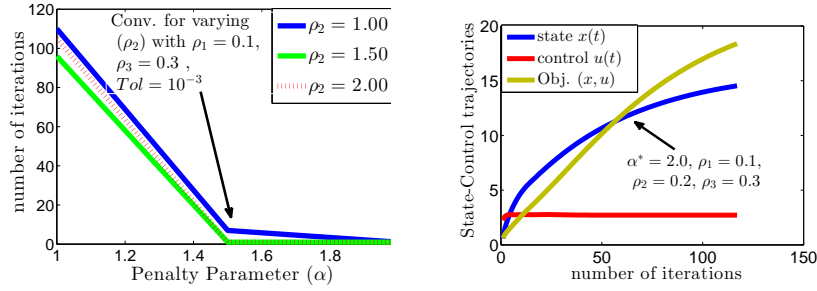 120
100
80
60
40
20
0
number of iterations
Conv. for varying
(ρ₂) with ρ₁ = 0.1,
ρ₃ = 0.3 ,
Tol = 10⁻³
ρ₂ = 1.00
ρ₂ = 1.50
ρ₂ = 2.00
1 1.2 1.4 1.6 1.8
Penalty Parameter (α)
20
15
10
5
0
State-Control trajectories
state x(t)
control u(t)
Obj. (x, u)
α* = 2.0, ρ₁ = 0.1,
ρ₂ = 0.2, ρ₃ = 0.3
0 50 100 150
number of iterations